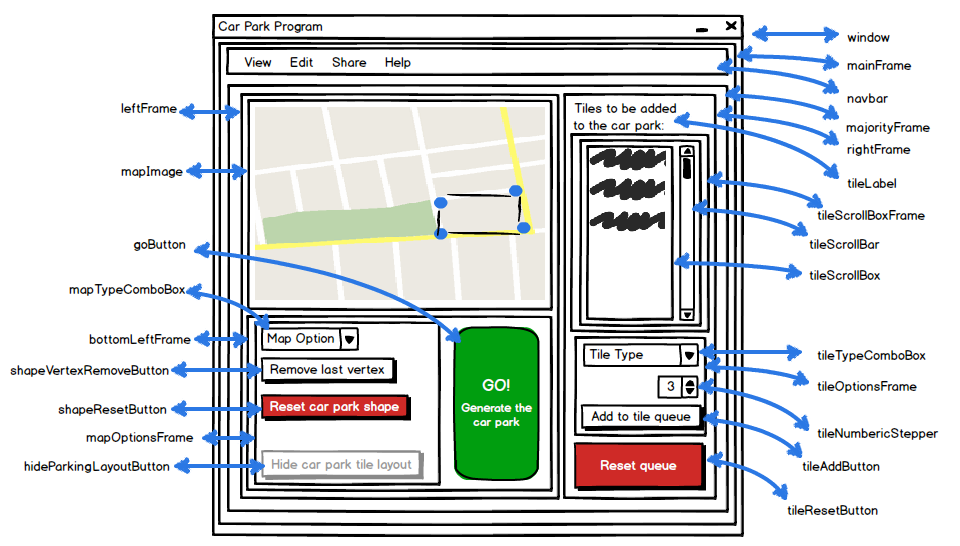 Car Park Program
View Edit Share Help
Tiles to be added
to the car park:
Map Option
Remove last vertex
Reset car park shape
Hide car park tile layout
GO!
Generate the
car park
Tile Type
3
Add to tile queue
Reset queue
leftFrame
mapImage
goButton
mapTypeComboBox
bottomLeftFrame
shapeVertexRemoveButton
shapeResetButton
mapOptionsFrame
hideParkingLayoutButton
window
mainFrame
navbar
majorityFrame
rightFrame
tileLabel
tileScrollBoxFrame
tileScrollBar
tileScrollBox
tileTypeComboBox
tileOptionsFrame
tileNumbericStepper
tileAddButton
tileResetButton